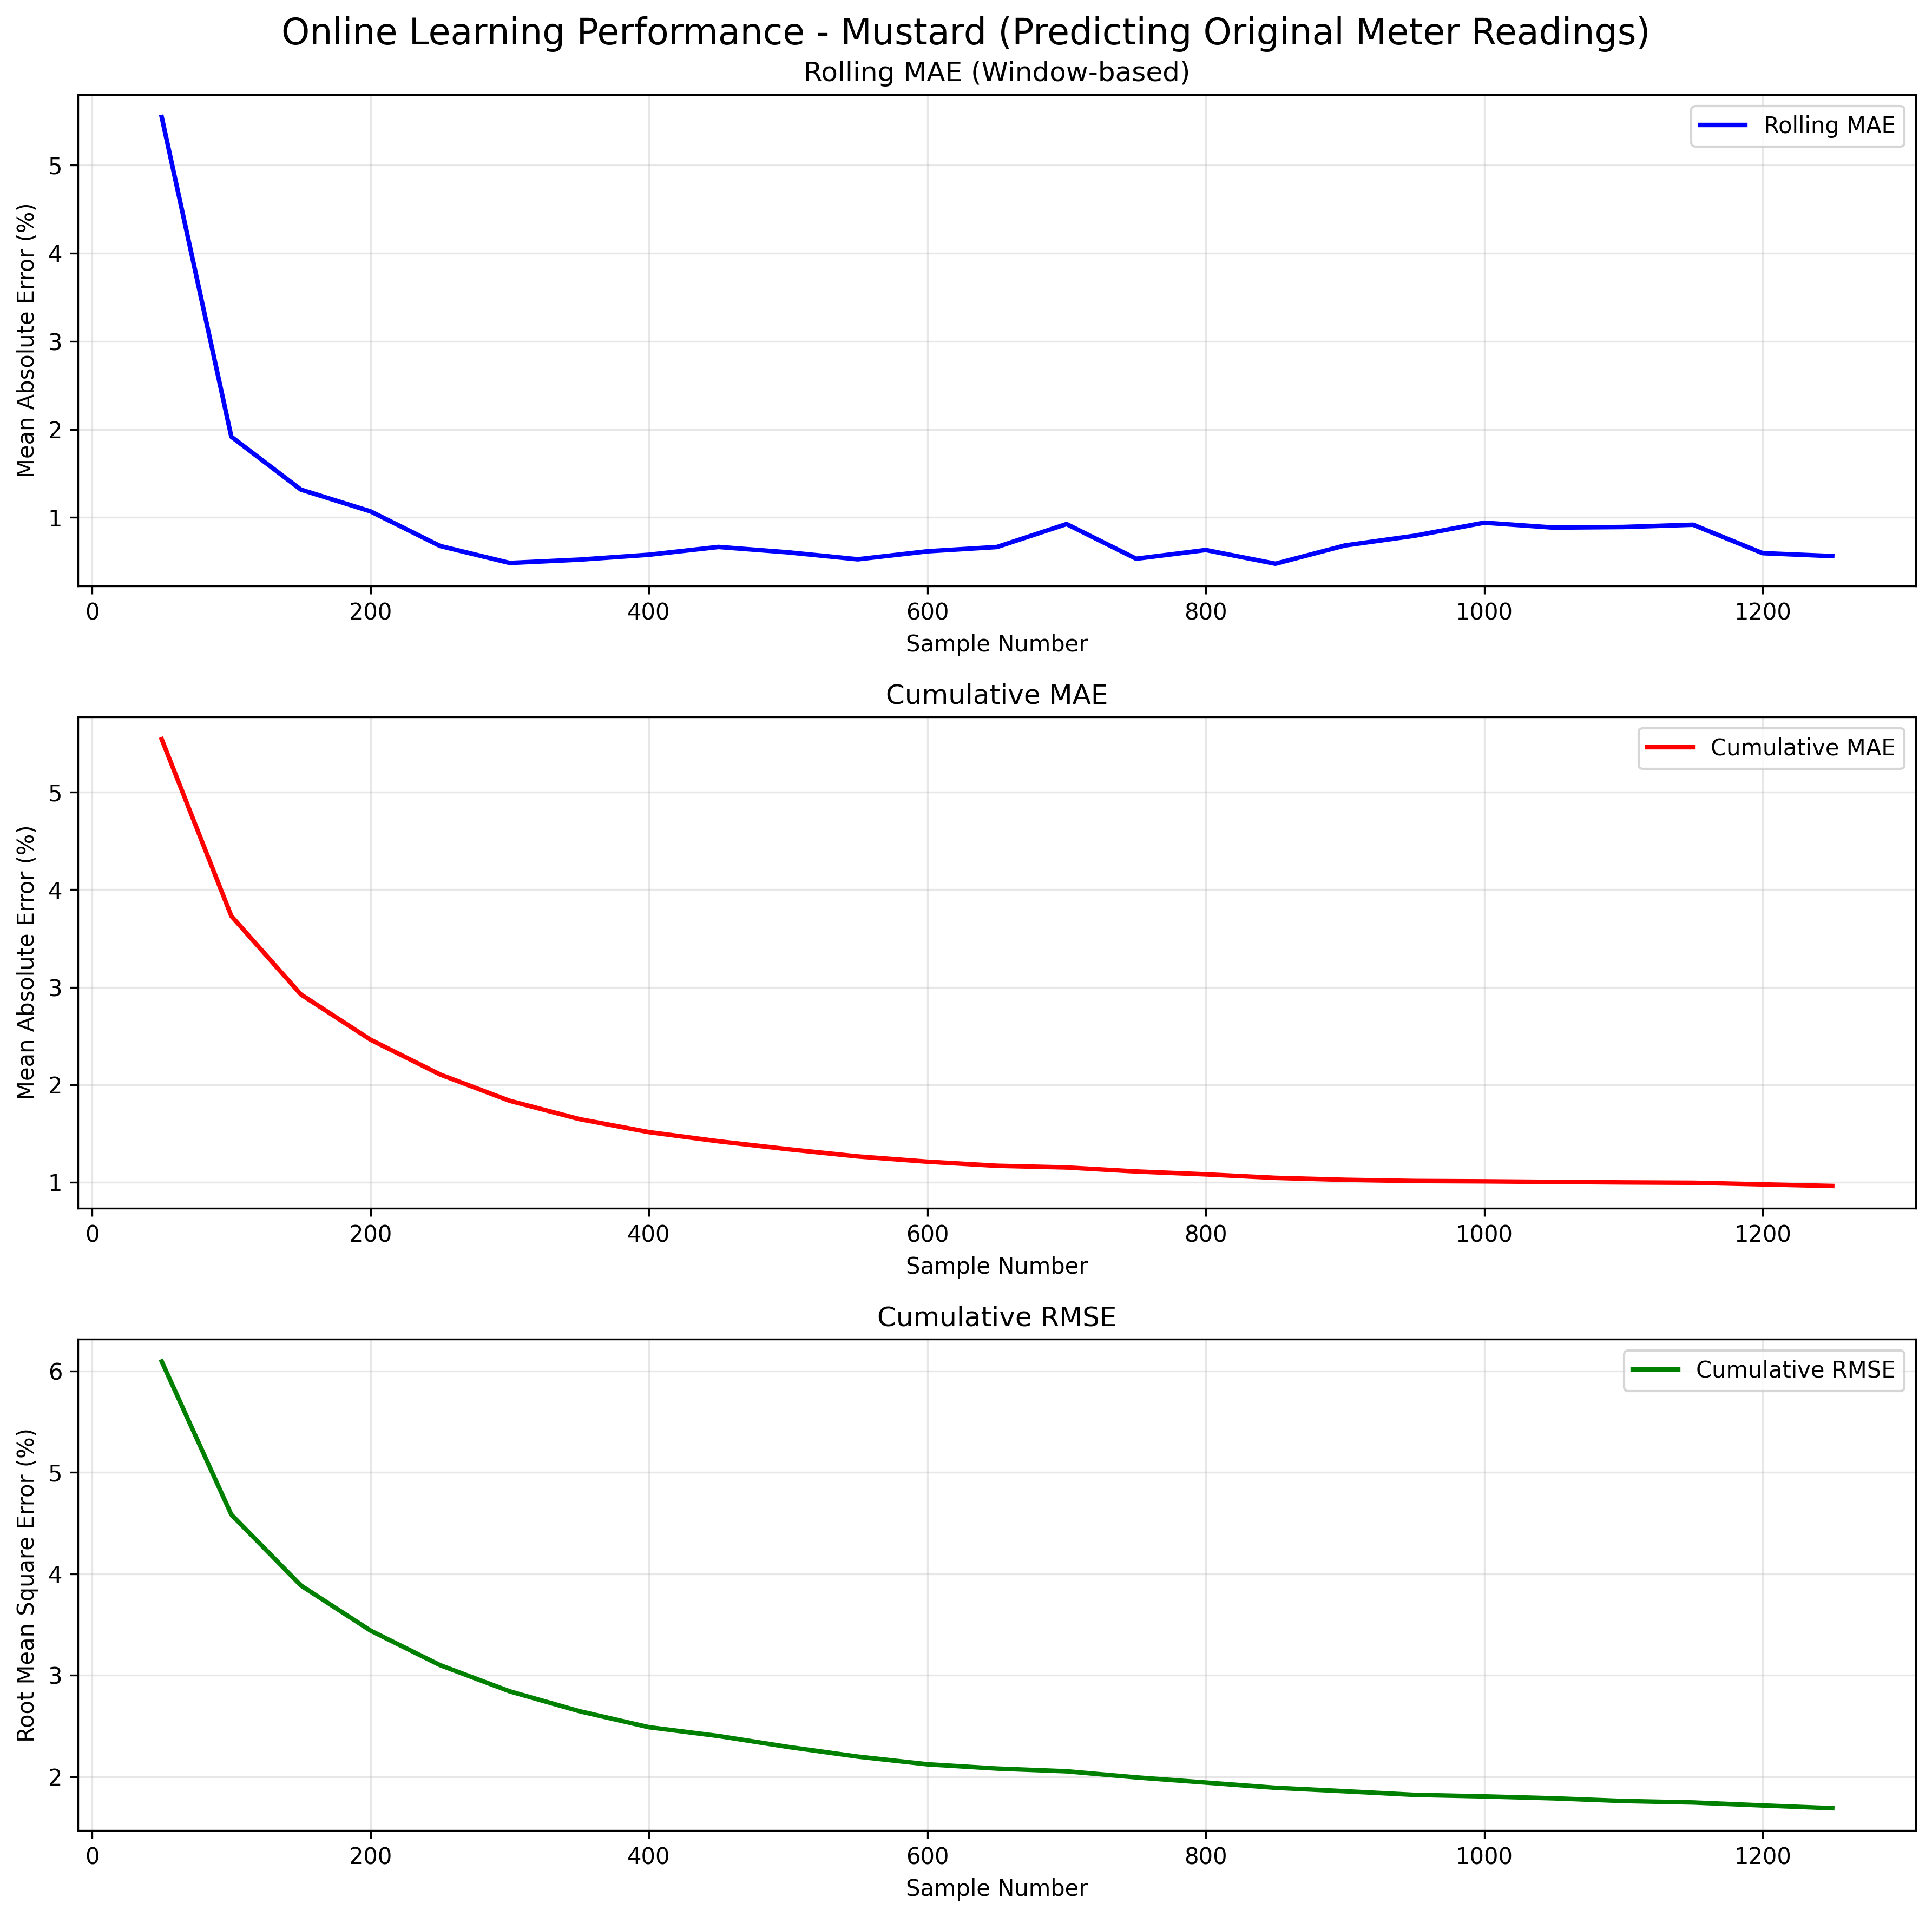 Online Learning Performance - Mustard (Predicting Original Meter Readings)
Rolling MAE (Window-based)
Rolling MAE
Mean Absolute Error (%)
5
4
3
2
1
0 200 400 600 800 1000 1200
Sample Number
Cumulative MAE
Cumulative MAE
Mean Absolute Error (%)
5
4
3
2
1
0 200 400 600 800 1000 1200
Sample Number
Cumulative RMSE
Cumulative RMSE
Root Mean Square Error (%)
6
5
4
3
2
0 200 400 600 800 1000 1200
Sample Number